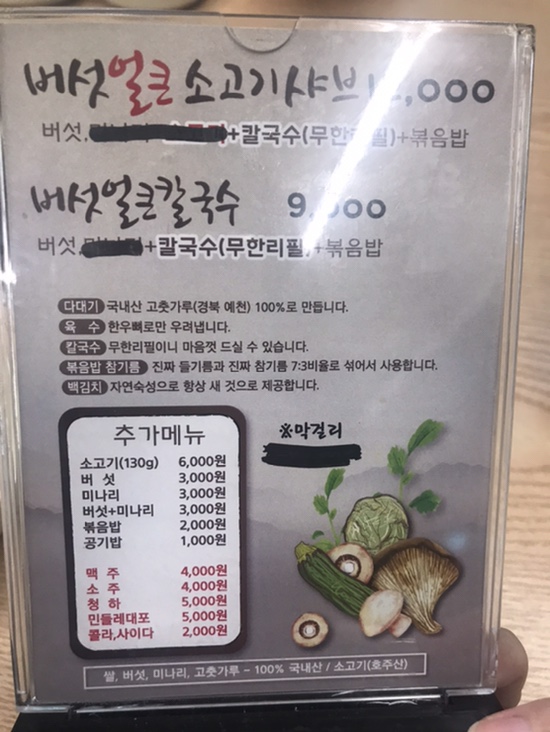 버섯얼큰 소고기샤브 ,000
버섯, +칼국수(무한리필)+볶음밥
버섯얼큰칼국수 9,000
버섯, +칼국수(무한리필)+볶음밥
다대기 국내산 고춧가루(경북 예천) 100%로 만듭니다.
육 수 한우뼈로만 우려냅니다.
칼국수 무한리필이니 마음껏 드실 수 있습니다.
볶음밥 참기름 진짜 들기름과 진짜 참기름 7:3비율로 섞어서 사용합니다.
백김치 자연숙성으로 항상 새 것으로 제공합니다.
추가메뉴
소고기(130g) 6,000원
버 섯 3,000원
미나리 3,000원
버섯+미나리 3,000원
볶음밥 2,000원
공기밥 1,000원
맥 주 4,000원
소 주 4,000원
청 하 5,000원
민들레대포 5,000원
콜라,사이다 2,000원
※막걸리
쌀, 버섯, 미나리, 고춧가루 - 100% 국내산 / 소고기(호주산)